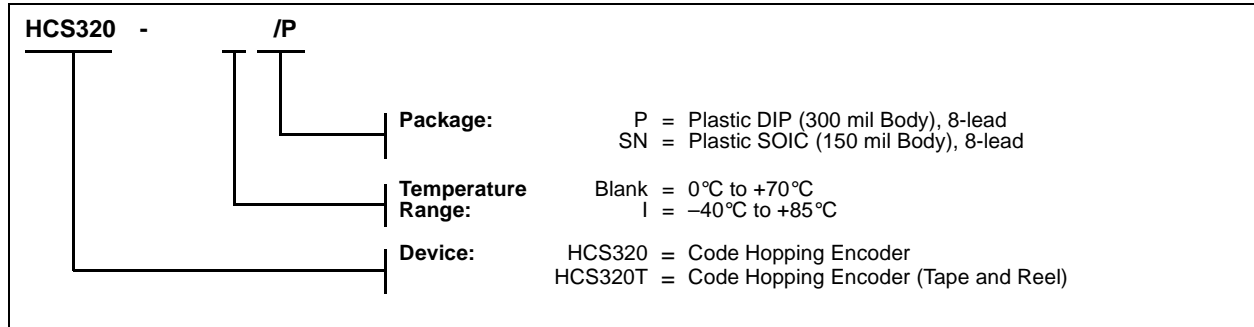 HCS320 - /P
Package: P = Plastic DIP (300 mil Body), 8-lead
SN = Plastic SOIC (150 mil Body), 8-lead
Temperature Blank = 0°C to +70°C
Range: I = –40°C to +85°C
Device: HCS320 = Code Hopping Encoder
HCS320T = Code Hopping Encoder (Tape and Reel)